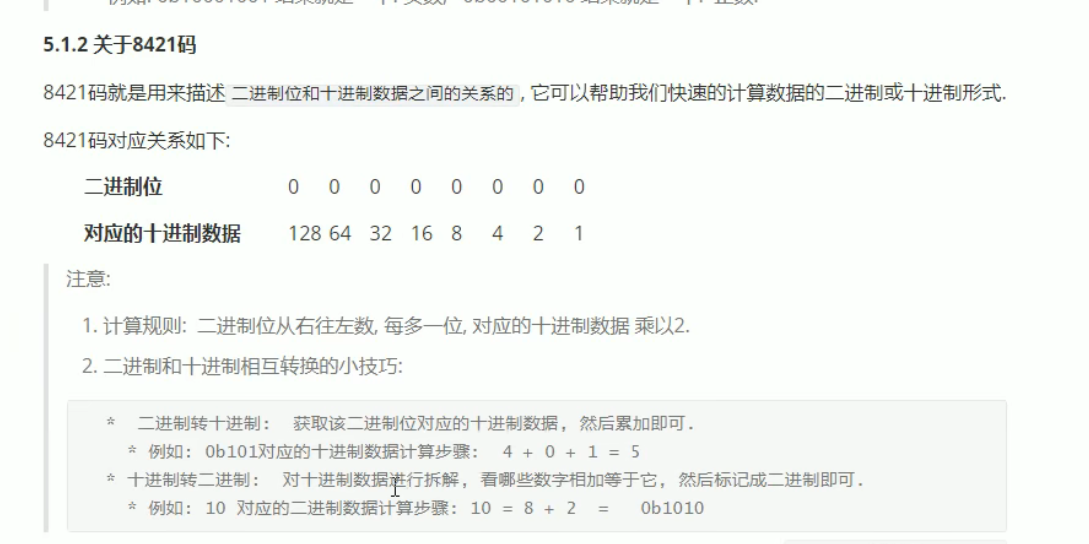 5.1.2 关于8421码
8421码就是用来描述 二进制位和十进制数据之间的关系的 , 它可以帮助我们快速的计算数据的二进制或十进制形式.
8421码对应关系如下:
二进制位 0 0 0 0 0 0 0 0
对应的十进制数据 128 64 32 16 8 4 2 1
注意:
1. 计算规则: 二进制位从右往左数, 每多一位, 对应的十进制数据 乘以2.
2. 二进制和十进制相互转换的小技巧:
* 二进制转十进制: 获取该二进制位对应的十进制数据, 然后累加即可.
* 例如: 0b101对应的十进制数据计算步骤: 4 + 0 + 1 = 5
* 十进制转二进制: 对十进制数据进行拆解, 看哪些数字相加等于它, 然后标记成二进制即可.
* 例如: 10 对应的二进制数据计算步骤: 10 = 8 + 2 = 0b1010